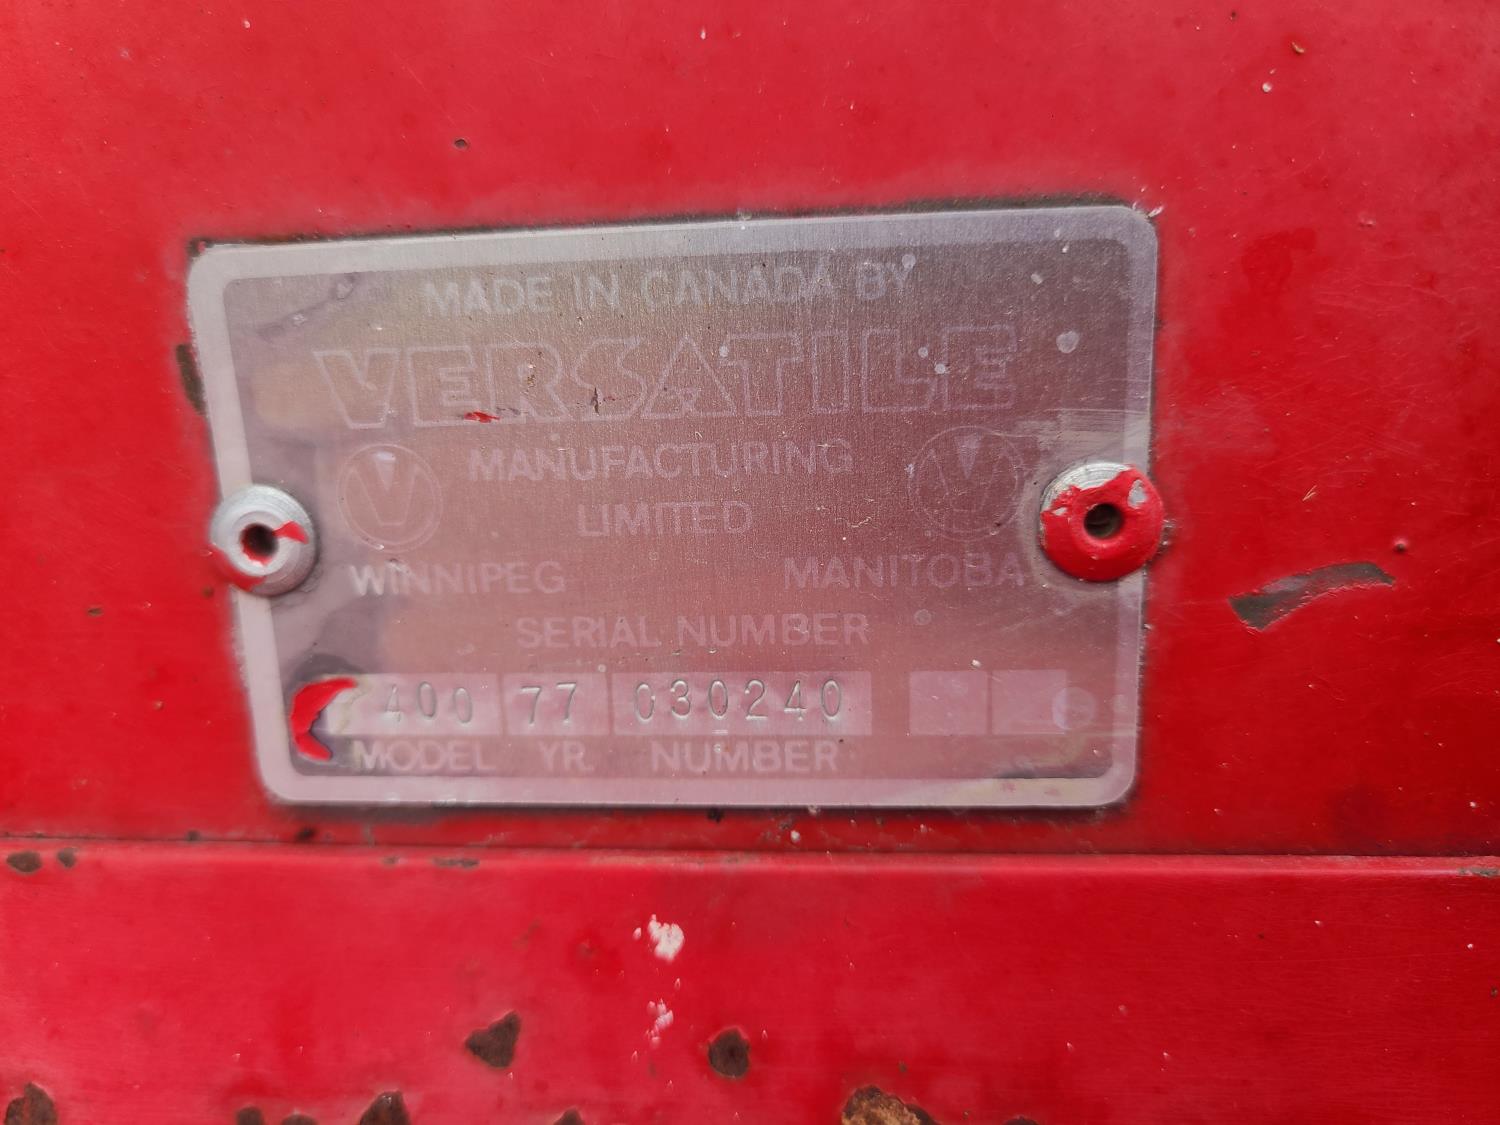 MADE IN CANADA BY
VERSATILE
MANUFACTURING
LIMITED
WINNIPEG MANITOBA
SERIAL NUMBER
400 77 030240
MODEL YR. NUMBER